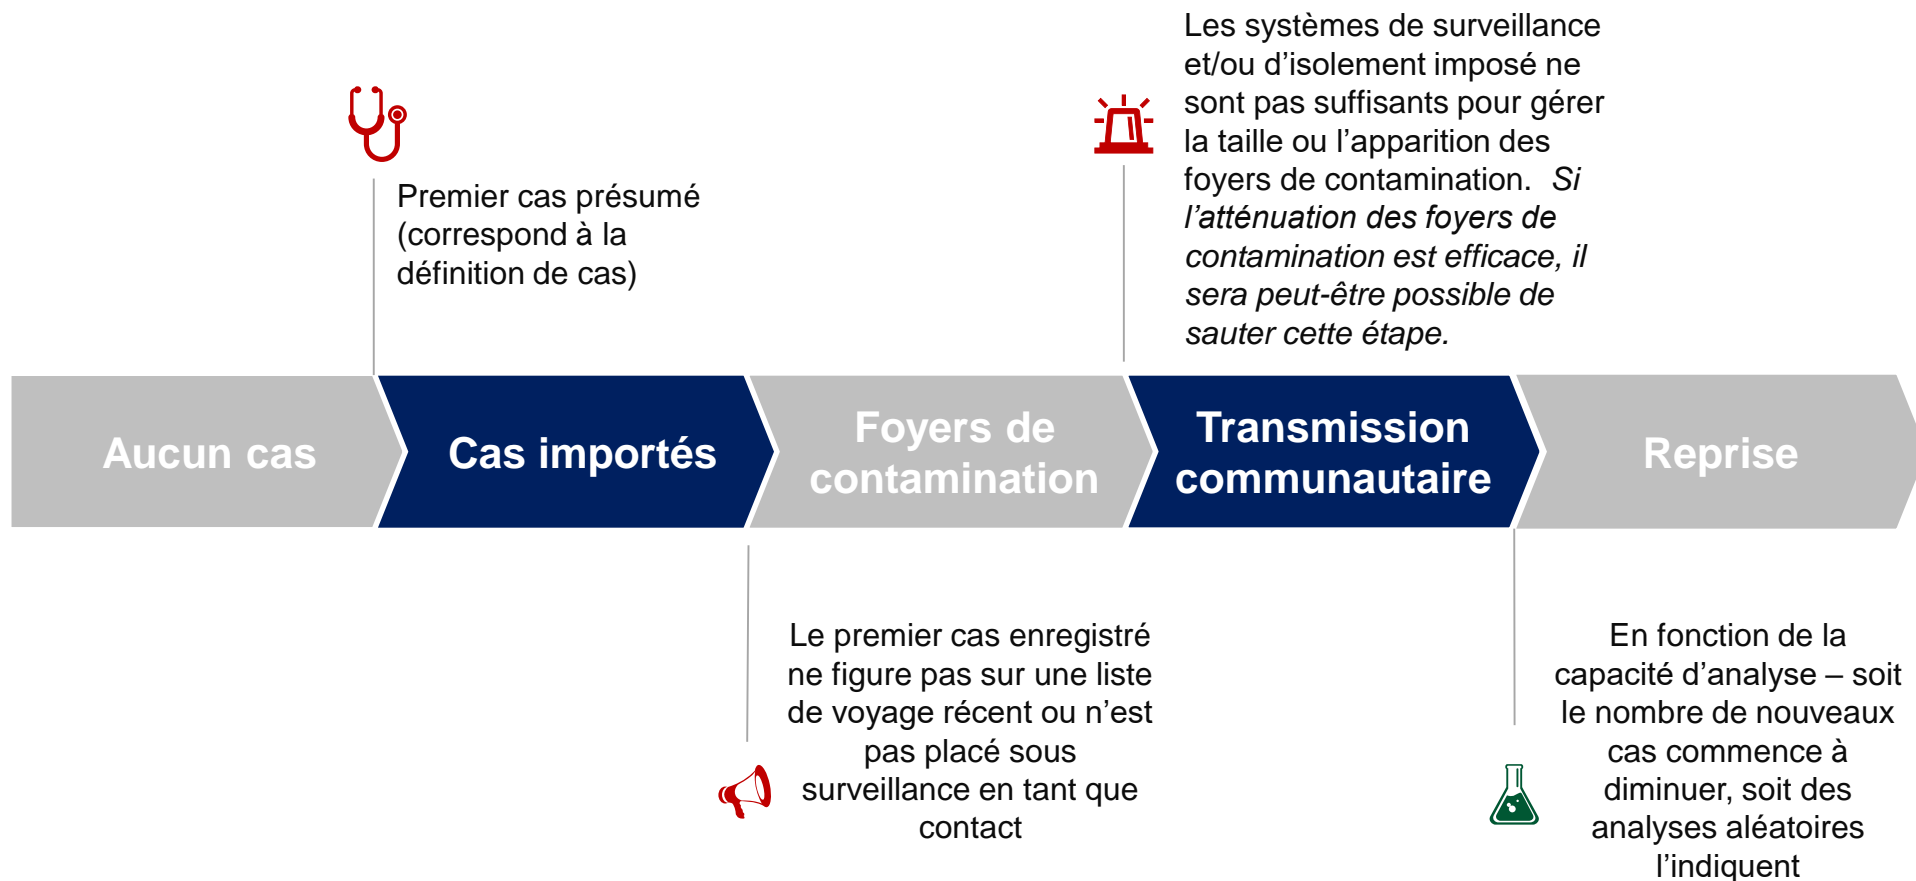 Les systèmes de surveillance
et/ou d’isolement imposé ne
sont pas suffisants pour gérer
la taille ou l’apparition des
foyers de contamination.  Si
l’atténuation des foyers de
contamination est efficace, il
sera peut-être possible de
sauter cette étape.
Premier cas présumé
(correspond à la
définition de cas)
Aucun cas
Cas importés
Foyers de
contamination
Transmission
communautaire
Reprise
Le premier cas enregistré
ne figure pas sur une liste
de voyage récent ou n’est
pas placé sous
surveillance en tant que
contact
En fonction de la
capacité d’analyse – soit
le nombre de nouveaux
cas commence à
diminuer, soit des
analyses aléatoires
l’indiquent